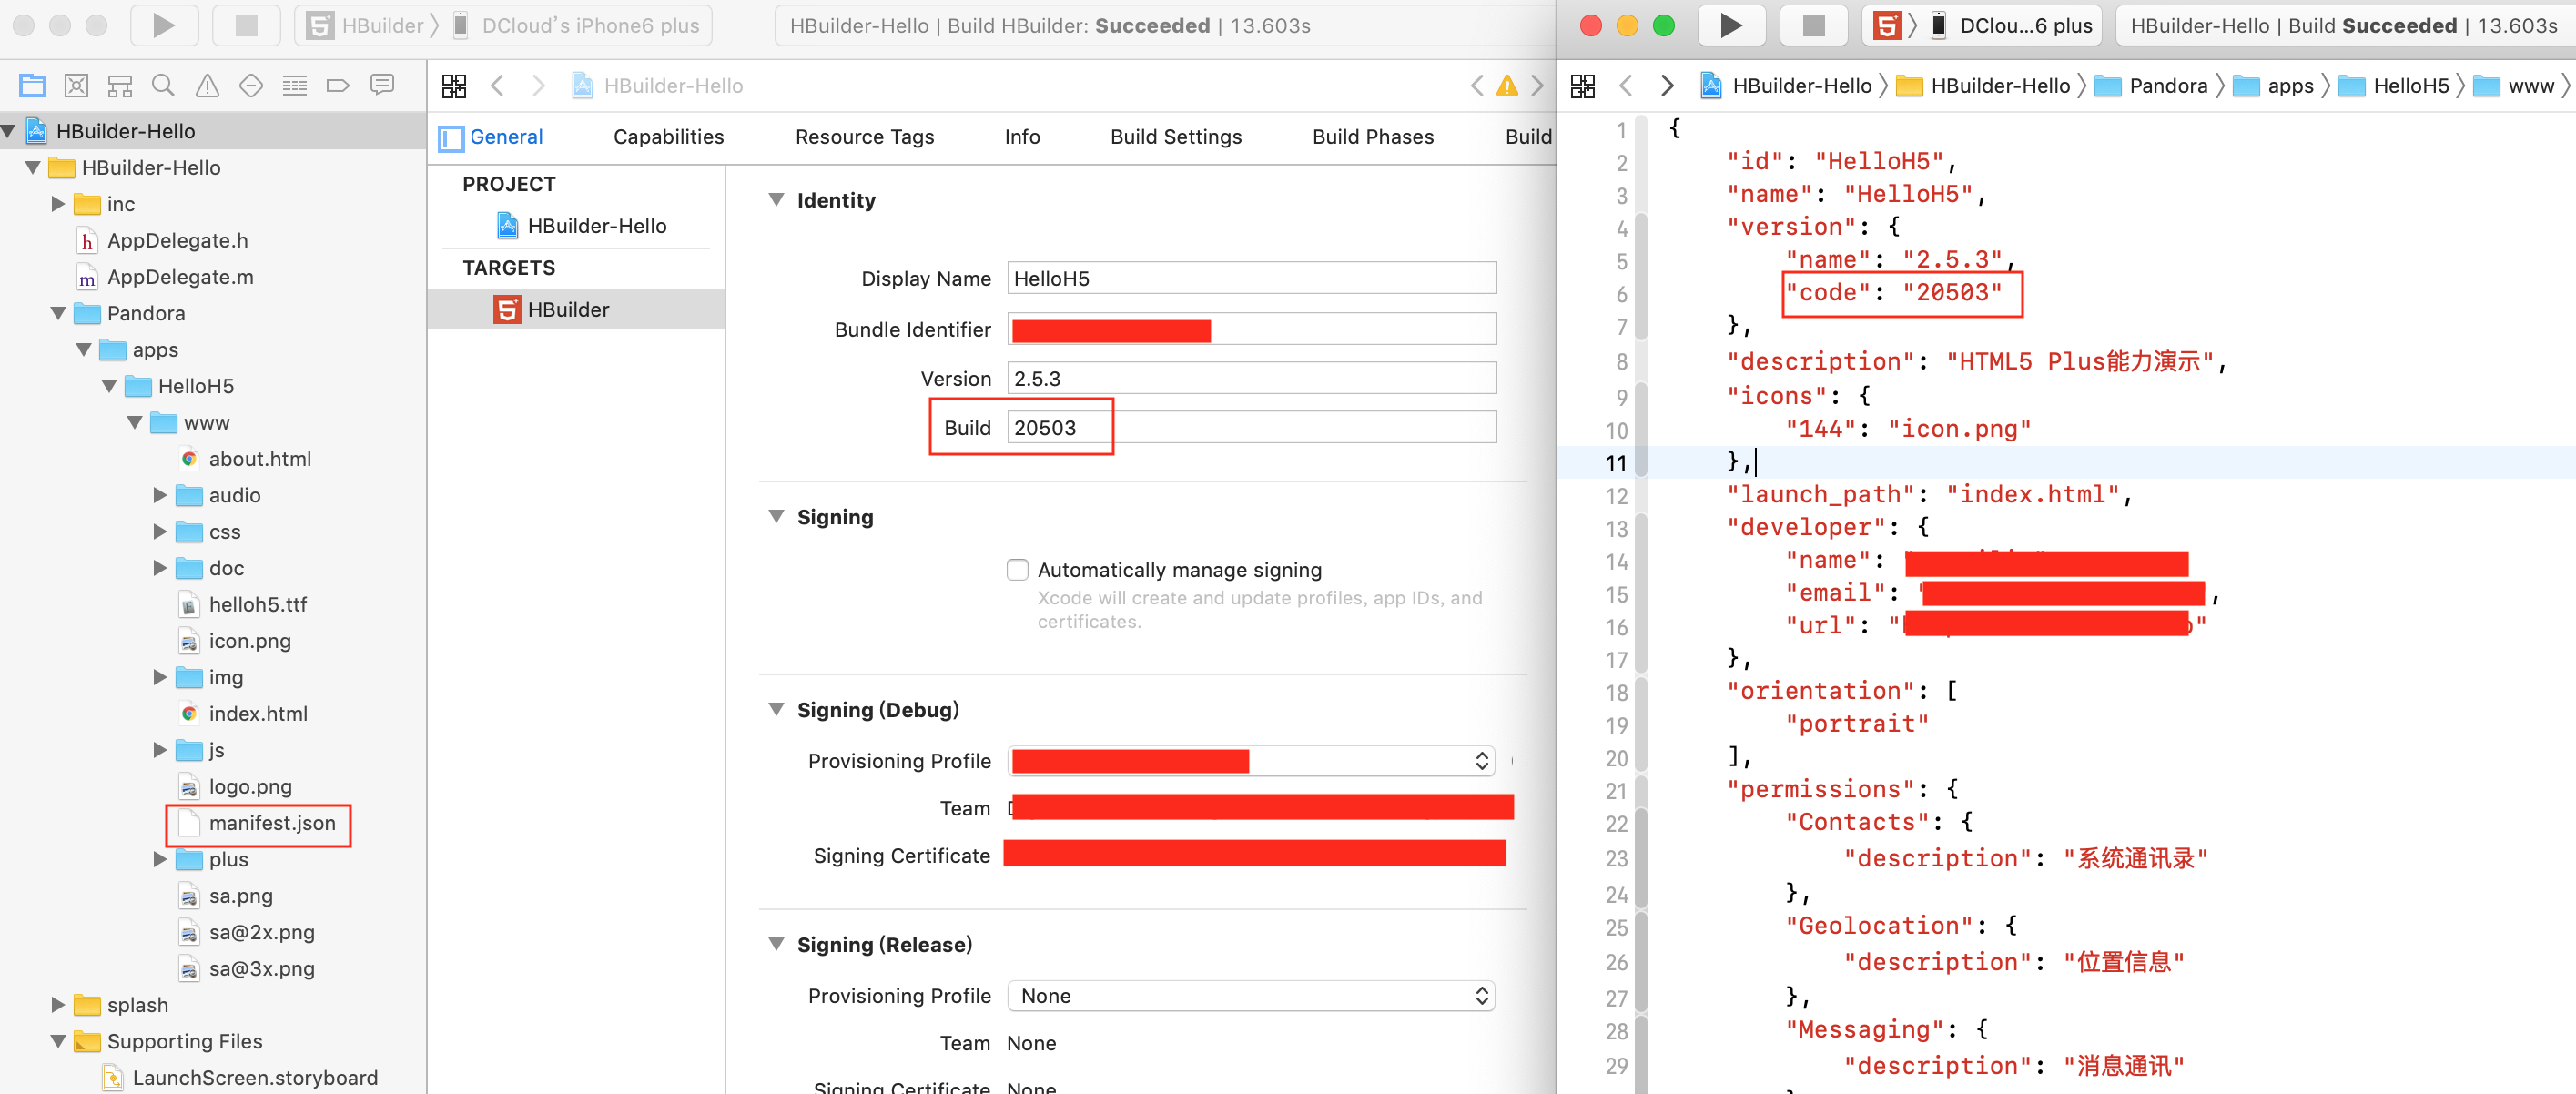 HBuilder 〉 DCloud's iPhone6 plus
HBuilder-Hello | Build HBuilder: Succeeded | 13.603s
HBuilder-Hello
HBuilder-Hello
inc
AppDelegate.h
AppDelegate.m
Pandora
apps
HelloH5
www
about.html
audio
css
doc
helloh5.ttf
icon.png
img
index.html
js
logo.png
manifest.json
plus
sa.png
sa@2x.png
sa@3x.png
splash
Supporting Files
LaunchScreen.storyboard
HBuilder-Hello
General Capabilities Resource Tags Info Build Settings Build Phases Build
PROJECT
HBuilder-Hello
TARGETS
HBuilder
Identity
Display Name HelloH5
Bundle Identifier
Version 2.5.3
Build 20503
Signing
Automatically manage signing
Xcode will create and update profiles, app IDs, and
certificates.
Signing (Debug)
Provisioning Profile
Team
Signing Certificate
Signing (Release)
Provisioning Profile None
Team None
Signing Certificate None
DClou...6 plus
HBuilder-Hello | Build Succeeded | 13.603s
HBuilder-Hello 〉 HBuilder-Hello 〉 Pandora 〉 apps 〉 HelloH5 〉 www 〉
1 {
2 "id": "HelloH5",
3 "name": "HelloH5",
4 "version": {
5 "name": "2.5.3",
6 "code": "20503"
7 },
8 "description": "HTML5 Plus能力演示",
9 "icons": {
10 "144": "icon.png"
11 },
12 "launch_path": "index.html",
13 "developer": {
14 "name":
15 "email": ",
16 "url": "
17 },
18 "orientation": [
19 "portrait"
20 ],
21 "permissions": {
22 "Contacts": {
23 "description": "系统通讯录"
24 },
25 "Geolocation": {
26 "description": "位置信息"
27 },
28 "Messaging": {
29 "description": "消息通讯"